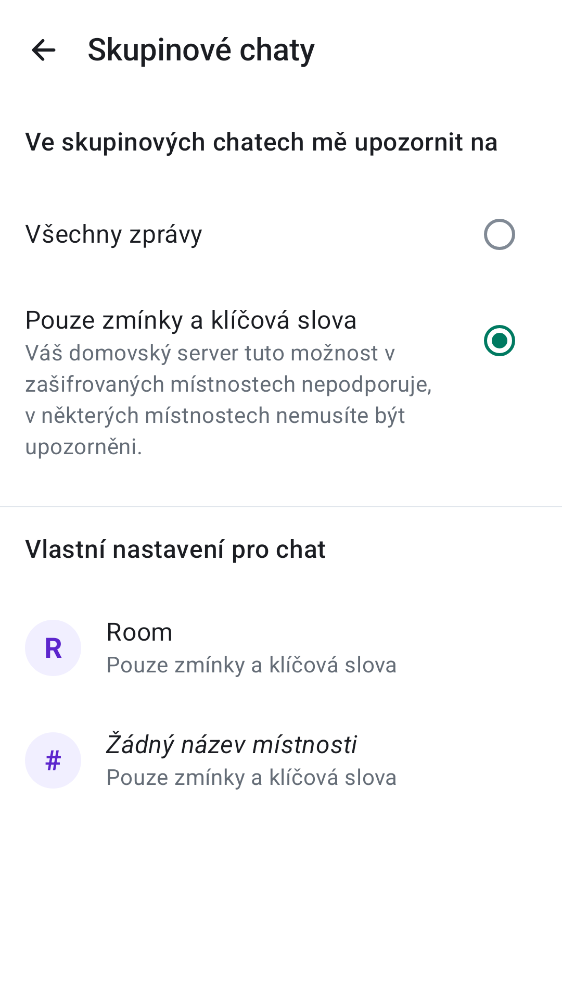 Skupinové chaty
Ve skupinových chatech mě upozornit na
Všechny zprávy
Pouze zmínky a klíčová slova
Váš domovský server tuto možnost v
zašifrovaných místnostech nepodporuje,
v některých místnostech nemusíte být
upozorněni.
Vlastní nastavení pro chat
R
Room
Pouze zmínky a klíčová slova
#
Žádný název místnosti
Pouze zmínky a klíčová slova